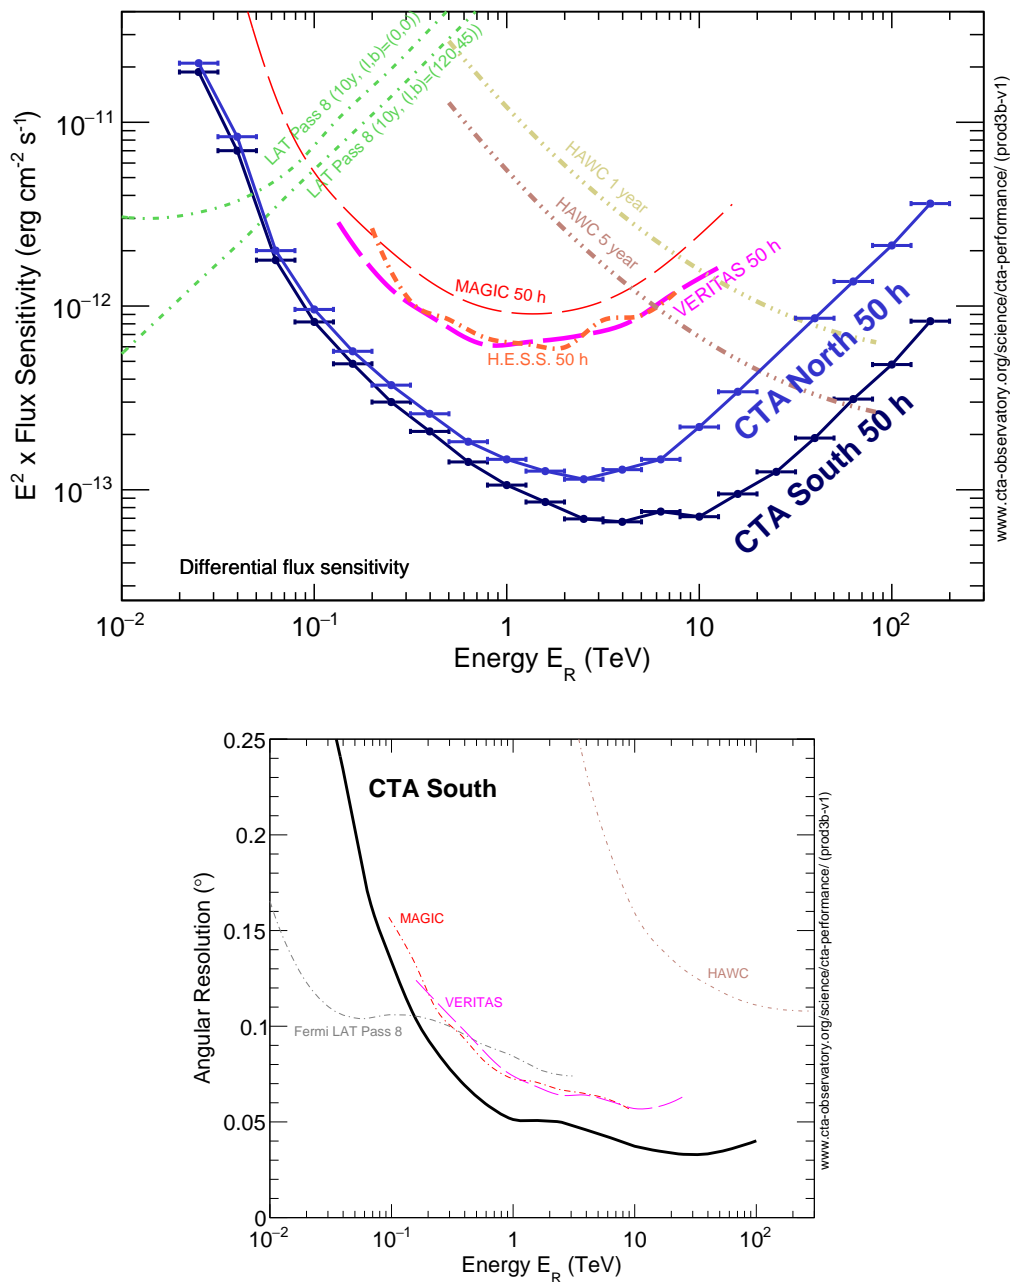 E² x Flux Sensitivity (erg cm⁻² s⁻¹)
10⁻¹¹
10⁻¹²
10⁻¹³
LAT Pass 8 (10y, (l,b)=(0,0))
LAT Pass 8 (10y, (l,b)=(120,45))
HAWC 1 year
HAWC 5 year
MAGIC 50 h
VERITAS 50 h
H.E.S.S. 50 h
CTA North 50 h
CTA South 50 h
Differential flux sensitivity
10⁻² 10⁻¹ 1 10 10²
Energy E_R (TeV)
www.cta-observatory.org/science/cta-performance/ (prod3b-v1)
Angular Resolution (°)
0.25
0.2
0.15
0.1
0.05
0
CTA South
MAGIC
VERITAS
HAWC
Fermi LAT Pass 8
10⁻² 10⁻¹ 1 10 10²
Energy E_R (TeV)
www.cta-observatory.org/science/cta-performance/ (prod3b-v1)